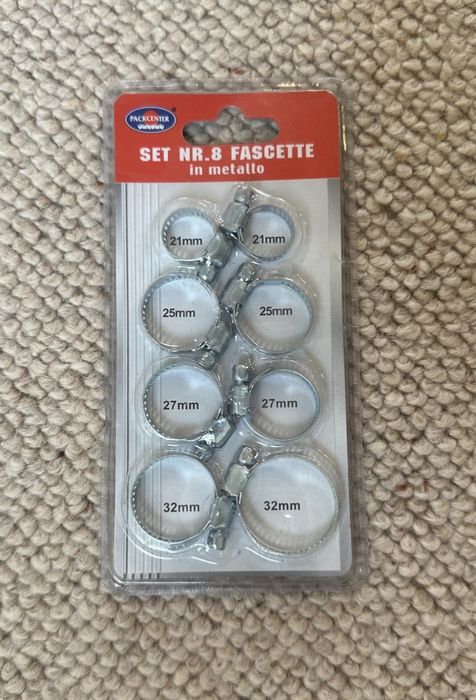 PACKCENTER
SET NR.8 FASCETTE
in metallo
21mm 21mm
25mm 25mm
27mm 27mm
32mm 32mm